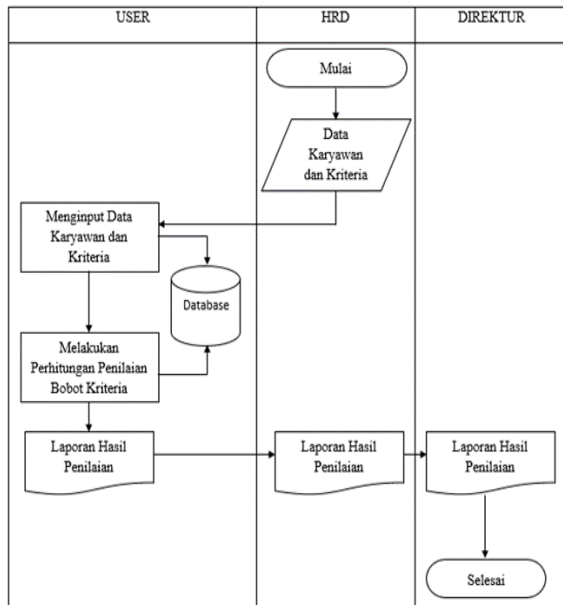 USER
HRD
DIREKTUR
Mulai
Data
Karyawan
dan Kriteria
Menginput Data
Karyawan dan
Kriteria
Database
Melakukan
Perhitungan Penilaian
Bobot Kriteria
Laporan Hasil
Penilaian
Laporan Hasil
Penilaian
Laporan Hasil
Penilaian
Selesai